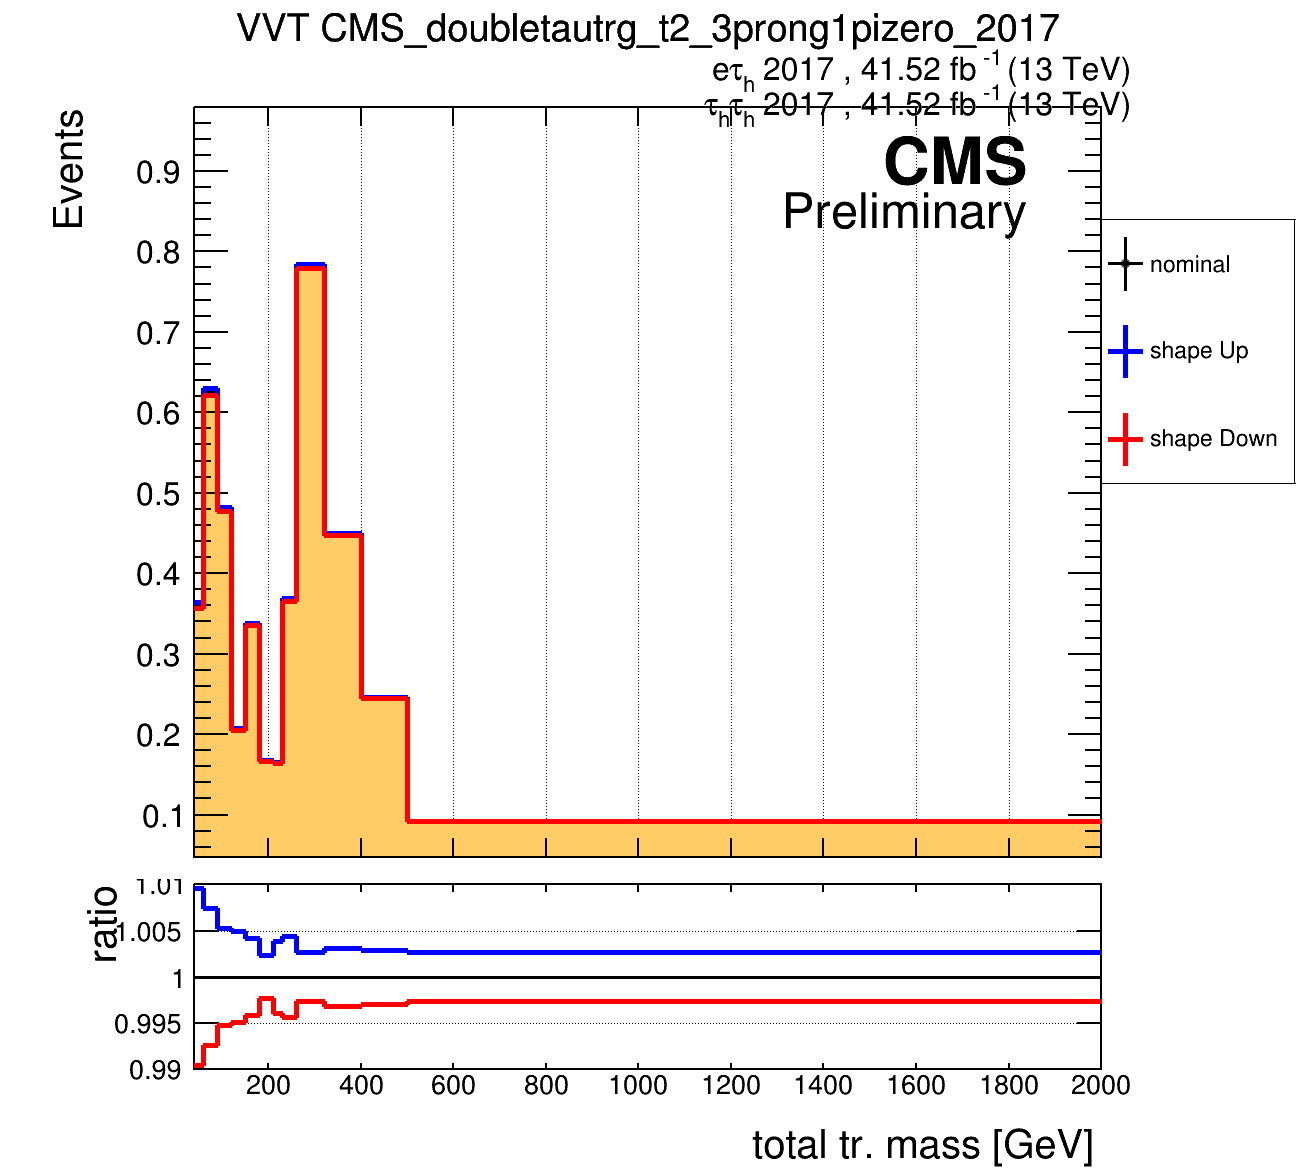 VVT CMS_doubletautrg_t2_3prong1pizero_2017
eτh 2017 , 41.52 fb -1 (13 TeV)
τhτh 2017 , 41.52 fb -1 (13 TeV)
CMS
Preliminary
Events
0.9
0.8
0.7
0.6
0.5
0.4
0.3
0.2
0.1
nominal
shape Up
shape Down
ratio
1.01
1.005
1
0.995
0.99
200 400 600 800 1000 1200 1400 1600 1800 2000
total tr. mass [GeV]